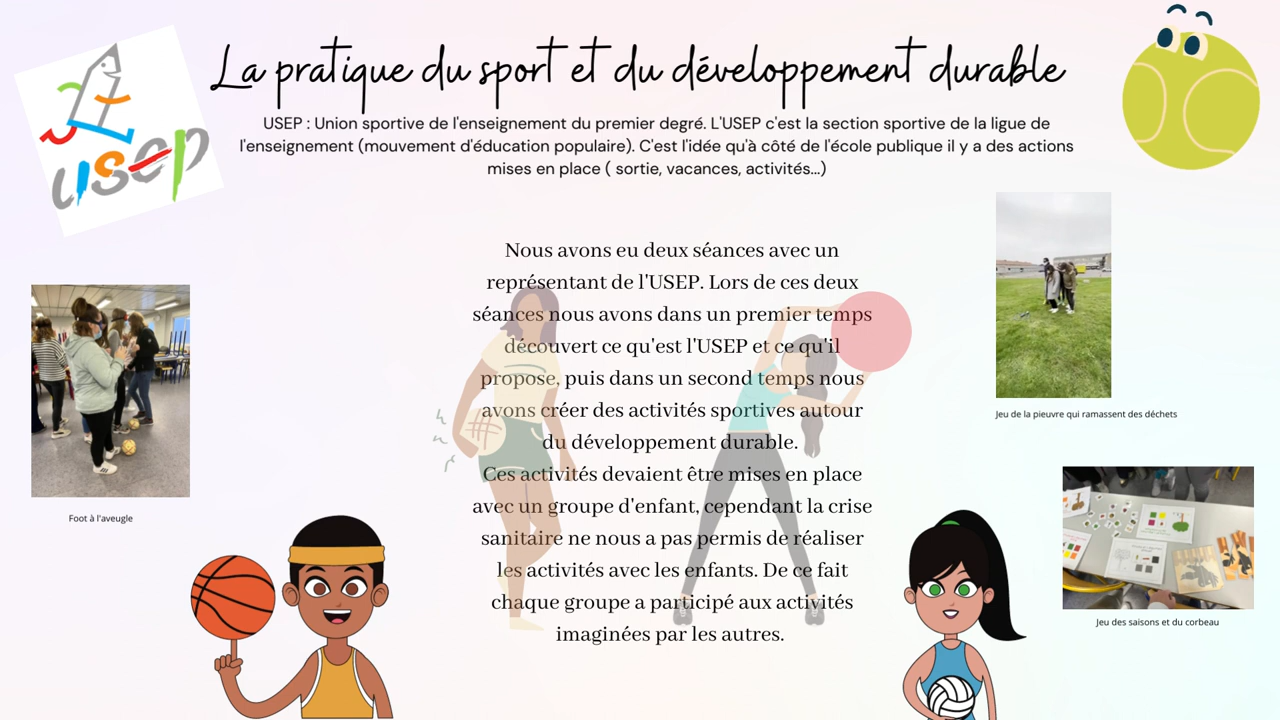 La pratique du sport et du développement durable
usep
USEP : Union sportive de l'enseignement du premier degré. L'USEP c'est la section sportive de la ligue de
l'enseignement (mouvement d'éducation populaire). C'est l'idée qu'à côté de l'école publique il y a des actions
mises en place ( sortie, vacances, activités...)
Nous avons eu deux séances avec un
représentant de l'USEP. Lors de ces deux
séances nous avons dans un premier temps
découvert ce qu'est l'USEP et ce qu'il
propose, puis dans un second temps nous
avons créer des activités sportives autour
du développement durable.
Ces activités devaient être mises en place
avec un groupe d'enfant, cependant la crise
sanitaire ne nous a pas permis de réaliser
les activités avec les enfants. De ce fait
chaque groupe a participé aux activités
imaginées par les autres.
Foot à l'aveugle
Jeu de la pieuvre qui ramassent des déchets
Jeu des saisons et du corbeau